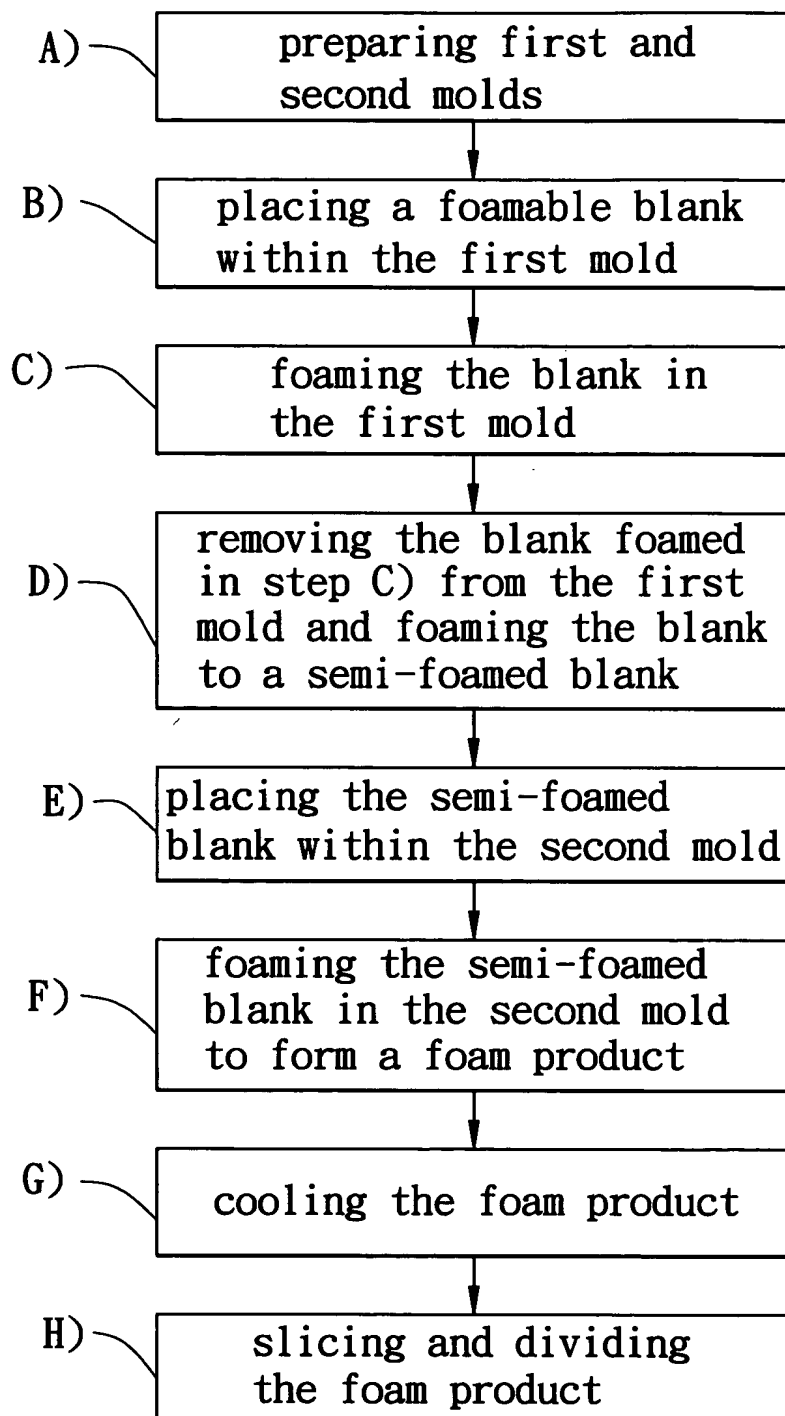 A)
preparing first and
second molds
B)
placing a foamable blank
within the first mold
C)
foaming the blank in
the first mold
D)
removing the blank foamed
in step C) from the first
mold and foaming the blank
to a semi-foamed blank
E)
placing the semi-foamed
blank within the second mold
F)
foaming the semi-foamed
blank in the second mold
to form a foam product
G)
cooling the foam product
H)
slicing and dividing
the foam product